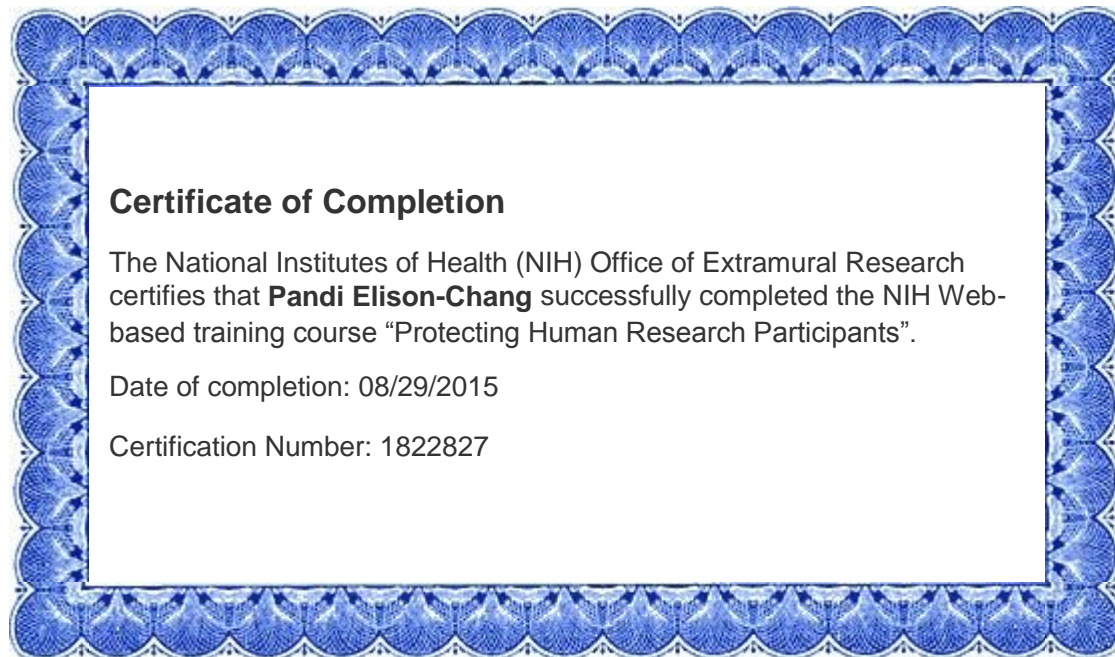 Certificate of Completion
The National Institutes of Health (NIH) Office of Extramural Research
certifies that Pandi Elison-Chang successfully completed the NIH Web-
based training course “Protecting Human Research Participants”.
Date of completion: 08/29/2015
Certification Number: 1822827